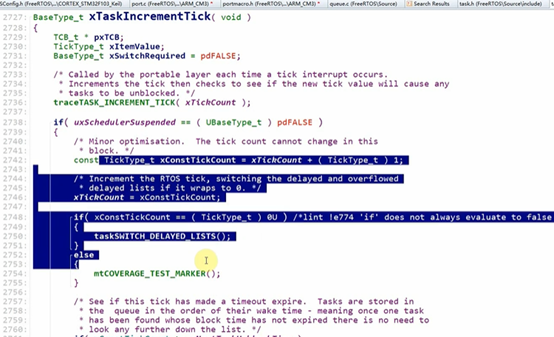 SConfig.h (FreeRTOS\...\CORTEX_STM32F103_Keil) port.c (FreeRTOS\...\ARM_CM3) * portmacro.h (FreeRTOS\...\ARM_CM3) * queue.c (FreeRTOS\Source) Search Results task.h (FreeRTOS\Source\include)
2727: BaseType_t xTaskIncrementTick( void )
2728: {
2729: TCB_t * pxTCB;
2730: TickType_t xItemValue;
2731: BaseType_t xSwitchRequired = pdFALSE;
2732:
2733: /* Called by the portable layer each time a tick interrupt occurs.
2734: * Increments the tick then checks to see if the new tick value will cause any
2735: * tasks to be unblocked. */
2736: traceTASK_INCREMENT_TICK( xTickCount );
2737:
2738: if( uxSchedulerSuspended == ( UBaseType_t ) pdFALSE )
2739: {
2740: /* Minor optimisation. The tick count cannot change in this
2741: * block. */
2742: const TickType_t xConstTickCount = xTickCount + ( TickType_t ) 1;
2743:
2744: /* Increment the RTOS tick, switching the delayed and overflowed
2745: * delayed lists if it wraps to 0. */
2746: xTickCount = xConstTickCount;
2747:
2748: if( xConstTickCount == ( TickType_t ) 0U ) /*lint !e774 'if' does not always evaluate to false
2749: {
2750: taskSWITCH_DELAYED_LISTS();
2751: }
2752: else
2753: {
2754: mtCOVERAGE_TEST_MARKER();
2755: }
2756:
2757: /* See if this tick has made a timeout expire. Tasks are stored in
2758: * the queue in the order of their wake time - meaning once one task
2759: * has been found whose block time has not expired there is no need to
2760: * look any further down the list. */